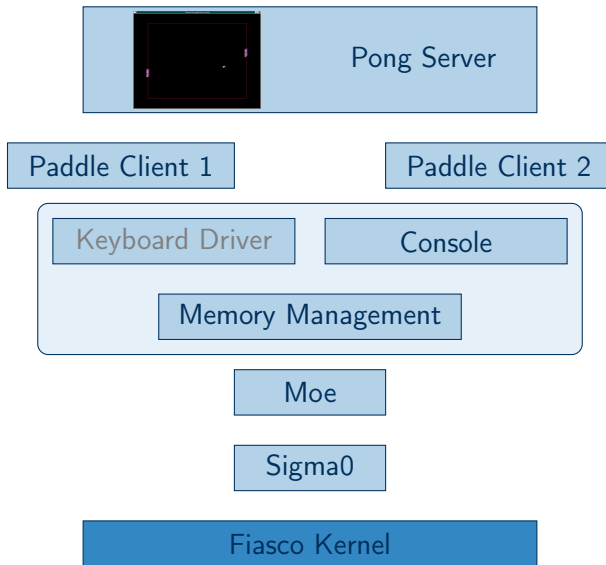 Pong Server
Paddle Client 1
Paddle Client 2
Keyboard Driver
Console
Memory Management
Moe
Sigma0
Fiasco Kernel